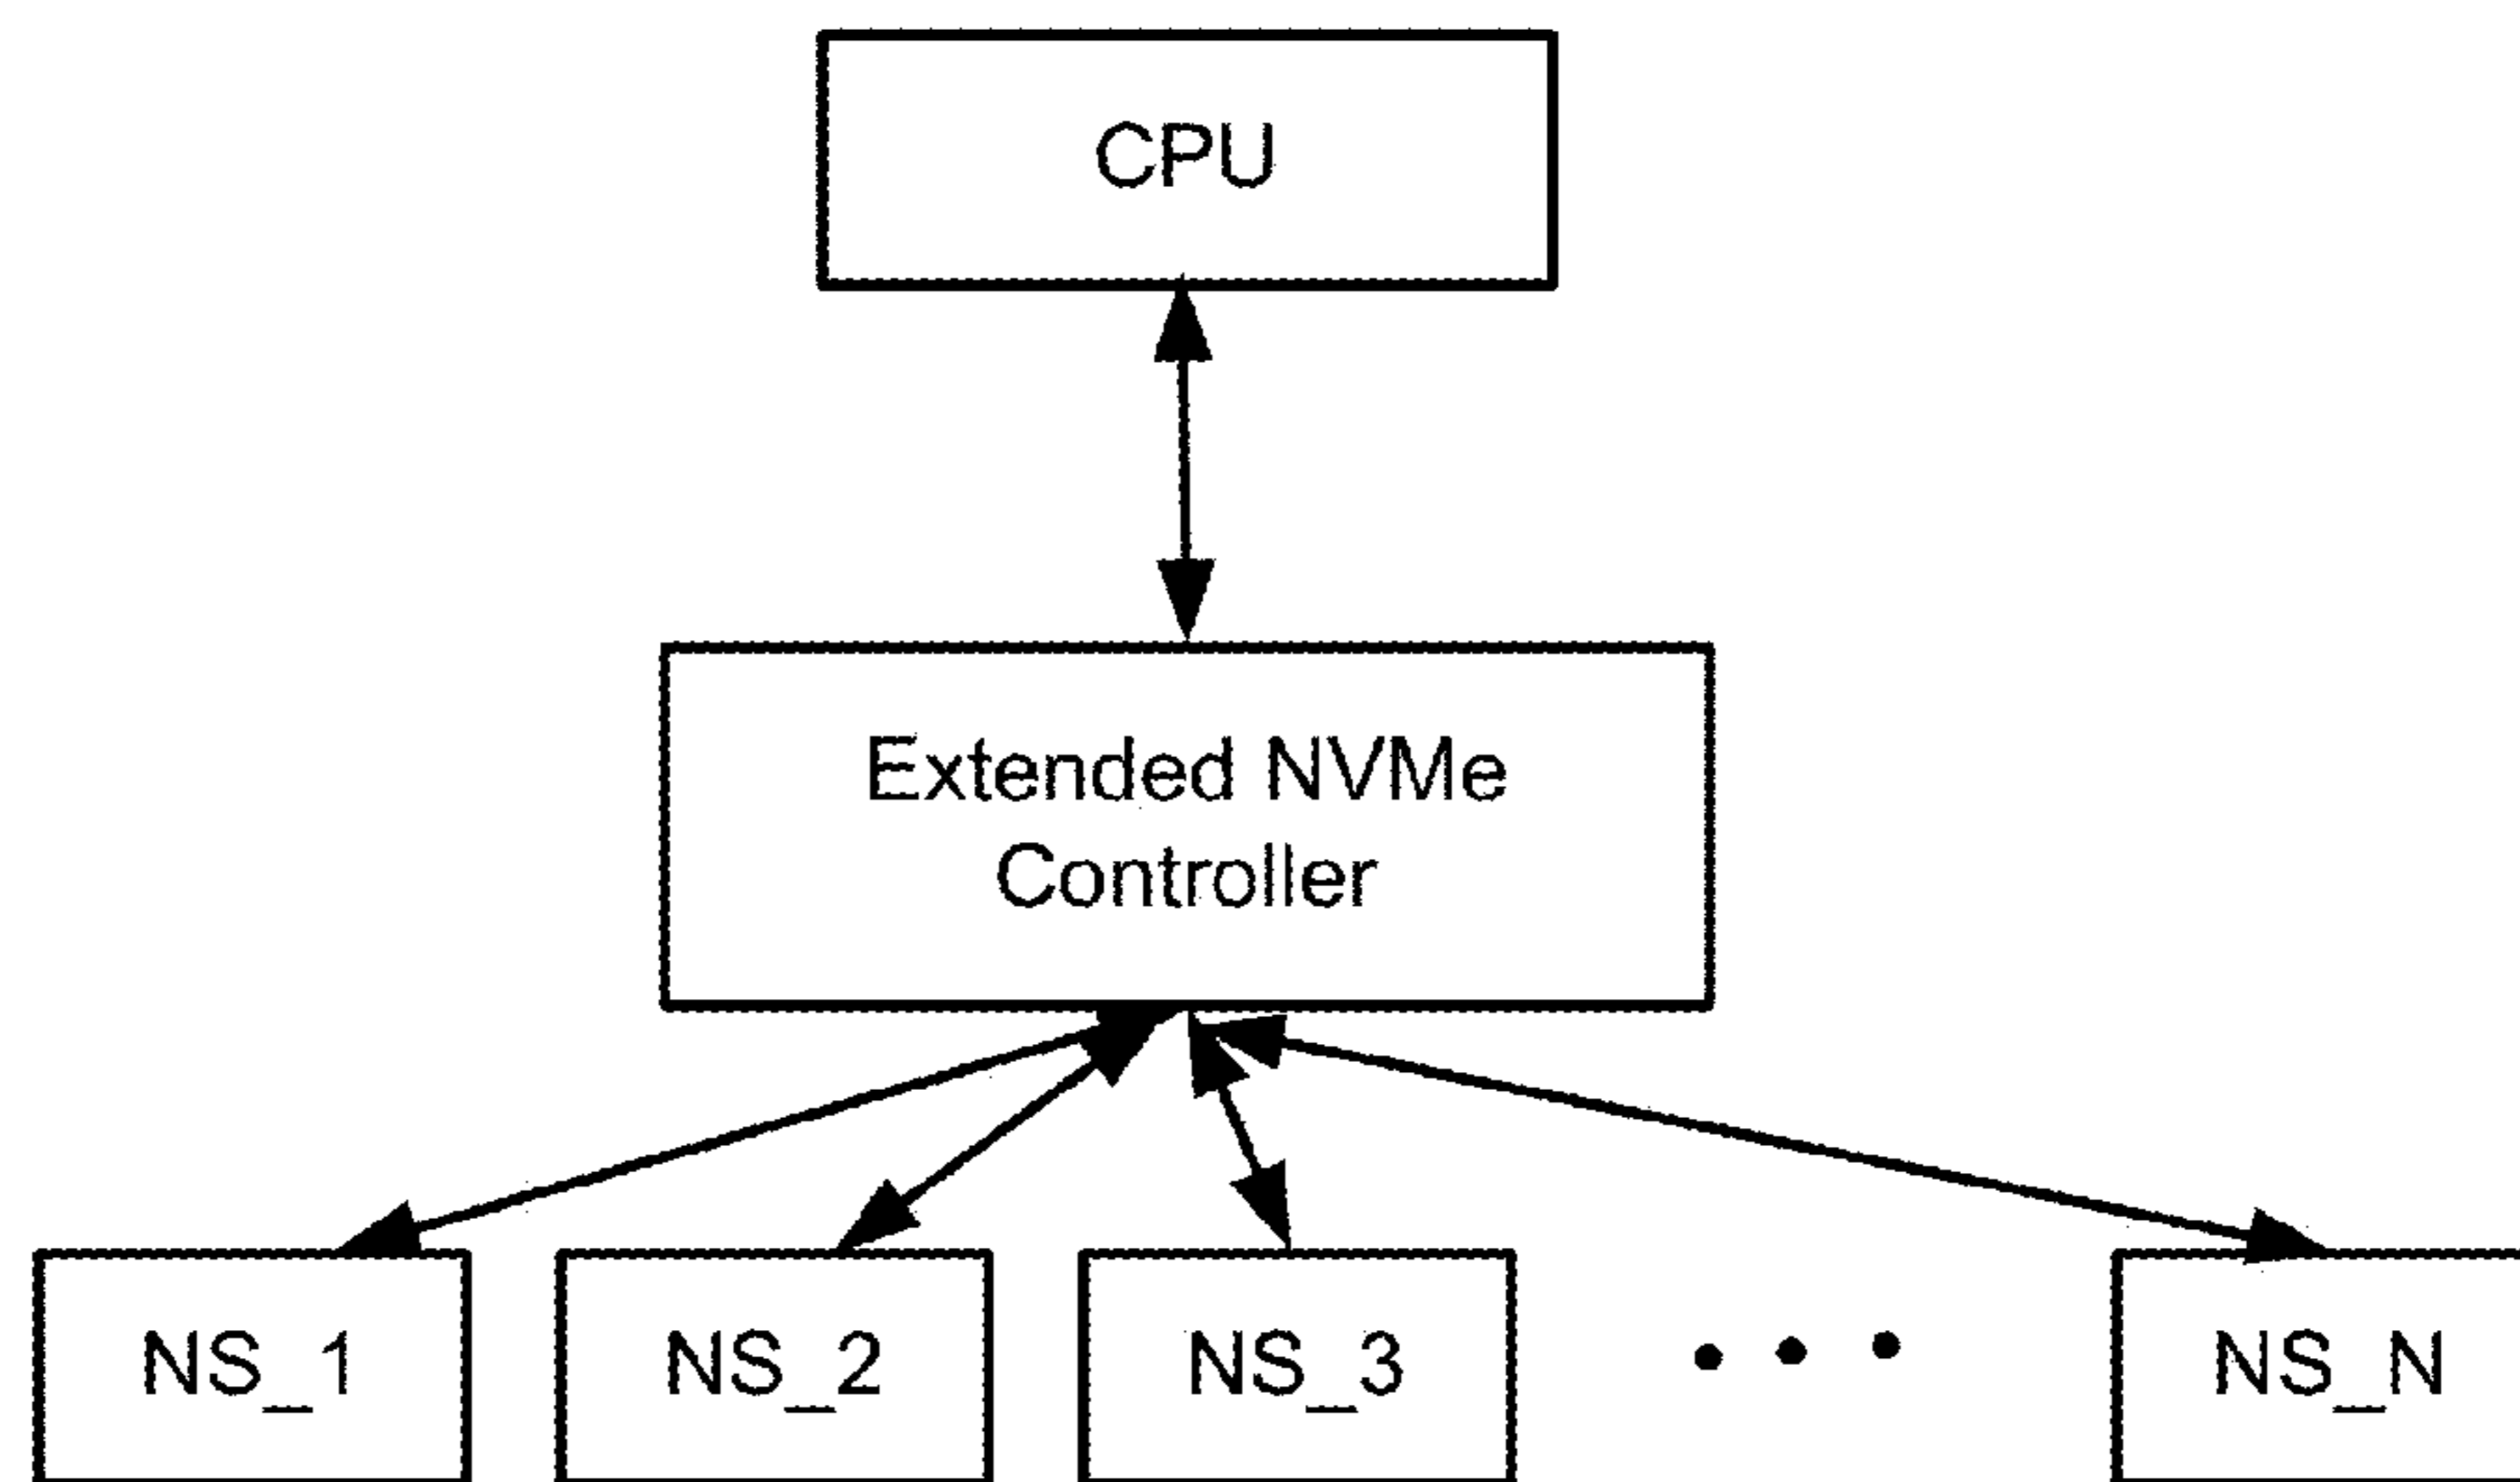 CPU
Extended NVMe
Controller
NS_1
NS_2
NS_3
NS_N